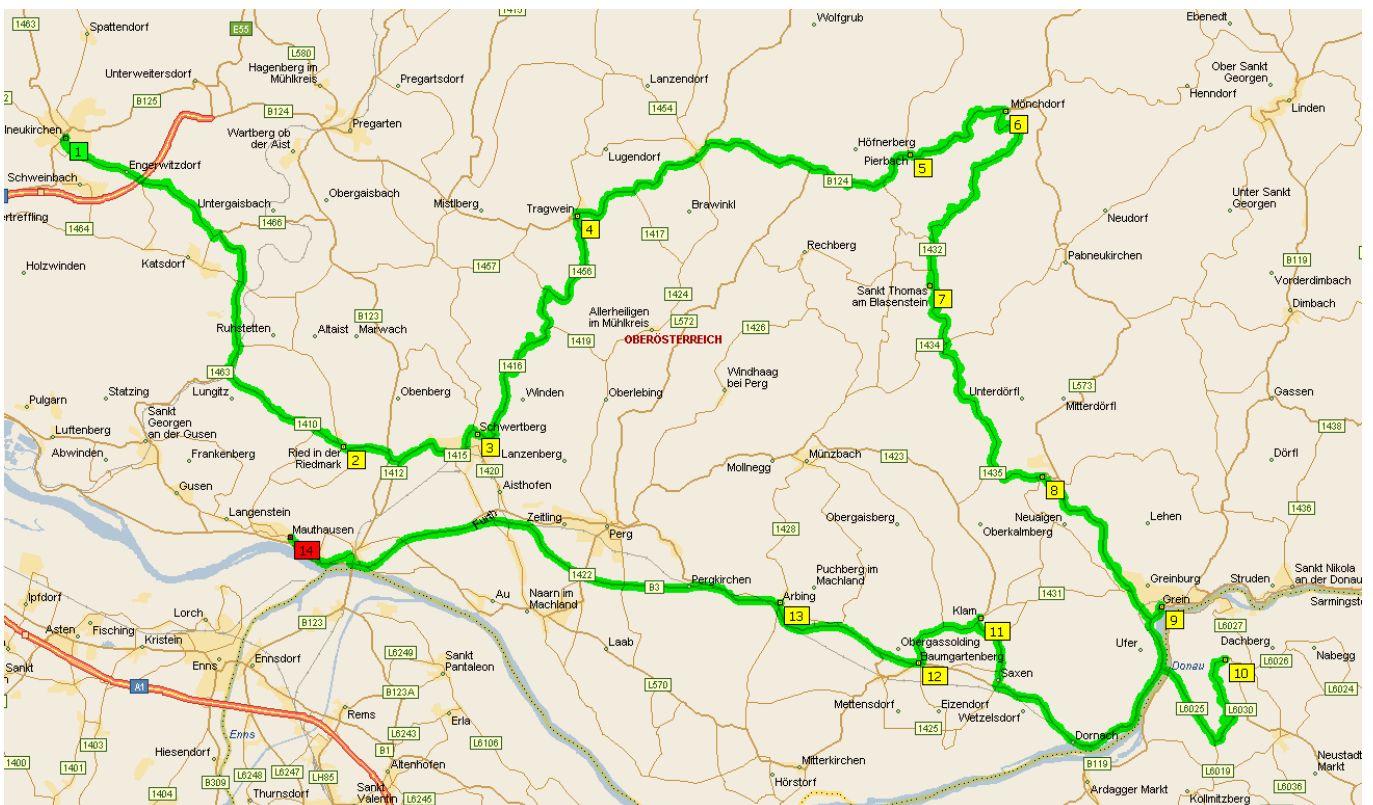 1463
Spattendorf
E55
1415
Wolfgrub
Ebenedt
L580
Unterweitersdorf
Hagenberg im
Mühlkreis
Pregartsdorf
Lanzendorf
Ober Sankt
Georgen
Henndorf
B125
B124
1454
Mönchdorf
Linden
lneukirchen
Wartberg ob
der Aist
Pregarten
6
1
Engerwitzdorf
Lugendorf
Höfnerberg
Pierbach
5
Schweinbach
Obergaisbach
B124
Unter Sankt
Georgen
ertreffling
Untergaisbach
1466
Mistlberg
Tragwein
4
Brawinkl
Neudorf
1464
1417
Rechberg
1432
Holzwinden
Katsdorf
1457
1456
Pabneukirchen
B119
Vorderdimbach
Sankt Thomas
am Blasenstein
7
1424
Dimbach
Allerheiligen
im Mühlkreis
L572
1426
B123
Ruhstetten
Altaist
Marwach
1419
OBERÖSTERREICH
1434
1463
1416
Windhaag
bei Perg
L573
Statzing
Lungitz
Obenberg
Winden
Oberlebing
Unterdörfl
Mitterdörfl
Gassen
Pulgarn
Sankt
Georgen
an der Gusen
1410
1438
Luftenberg
Schwertberg
3
Abwinden
Frankenberg
Ried in der
Riedmark
2
1415
Lanzenberg
Mollnegg
Münzbach
1423
Dörfl
1412
1420
1435
Gusen
Aisthofen
8
1436
Langenstein
Furth
Zeitling
Perg
1428
Obergaisberg
Oberkalmberg
Neuaigen
Lehen
Mauthausen
14
1422
B3
Pergkirchen
Puchberg im
Machland
Greinburg
Struden
Sankt Nikola
an der Donau
Ipfdorf
Lorch
Au
Naarn im
Machland
Arbing
13
Klam
1431
Grein
9
Sarmingste
Asten
Fisching
Kristein
B123
11
L6027
Dachberg
Sankt
Enns
Ennsdorf
L6249
Sankt
Pantaleon
Laab
Obergassolding
Baumgartenberg
12
Ufer
Donau
10
L6026
Nabegg
A1
B123A
L570
Saxen
L6024
Rems
Erla
Mettensdorf
Eizendorf
Wetzelsdorf
L6025
L6030
1403
Enns
L6243
L6106
1425
Dornach
1400
1401
Hiesendorf
B1
Altenhofen
Mitterkirchen
B119
L6019
Neustadt
Markt
B309
L6248
L6247
LH85
Hörstorf
Ardagger Markt
L6036
1404
Thurnsdorf
Sankt
Valentin
L6245
Kollmitzberg